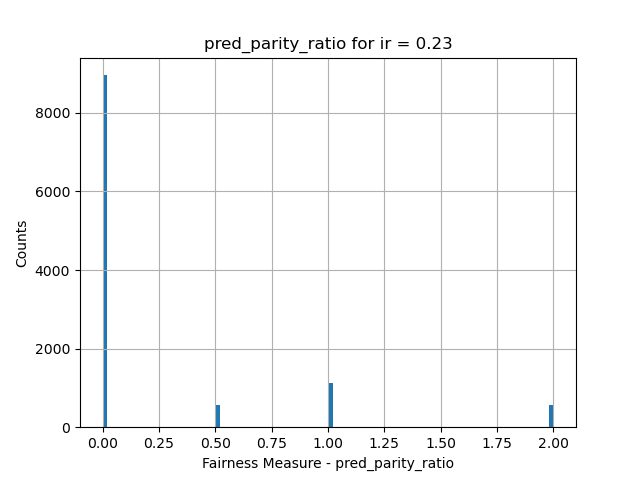 pred_parity_ratio for ir = 0.23
8000
6000
4000
2000
0
Counts
0.00 0.25 0.50 0.75 1.00 1.25 1.50 1.75 2.00
Fairness Measure - pred_parity_ratio